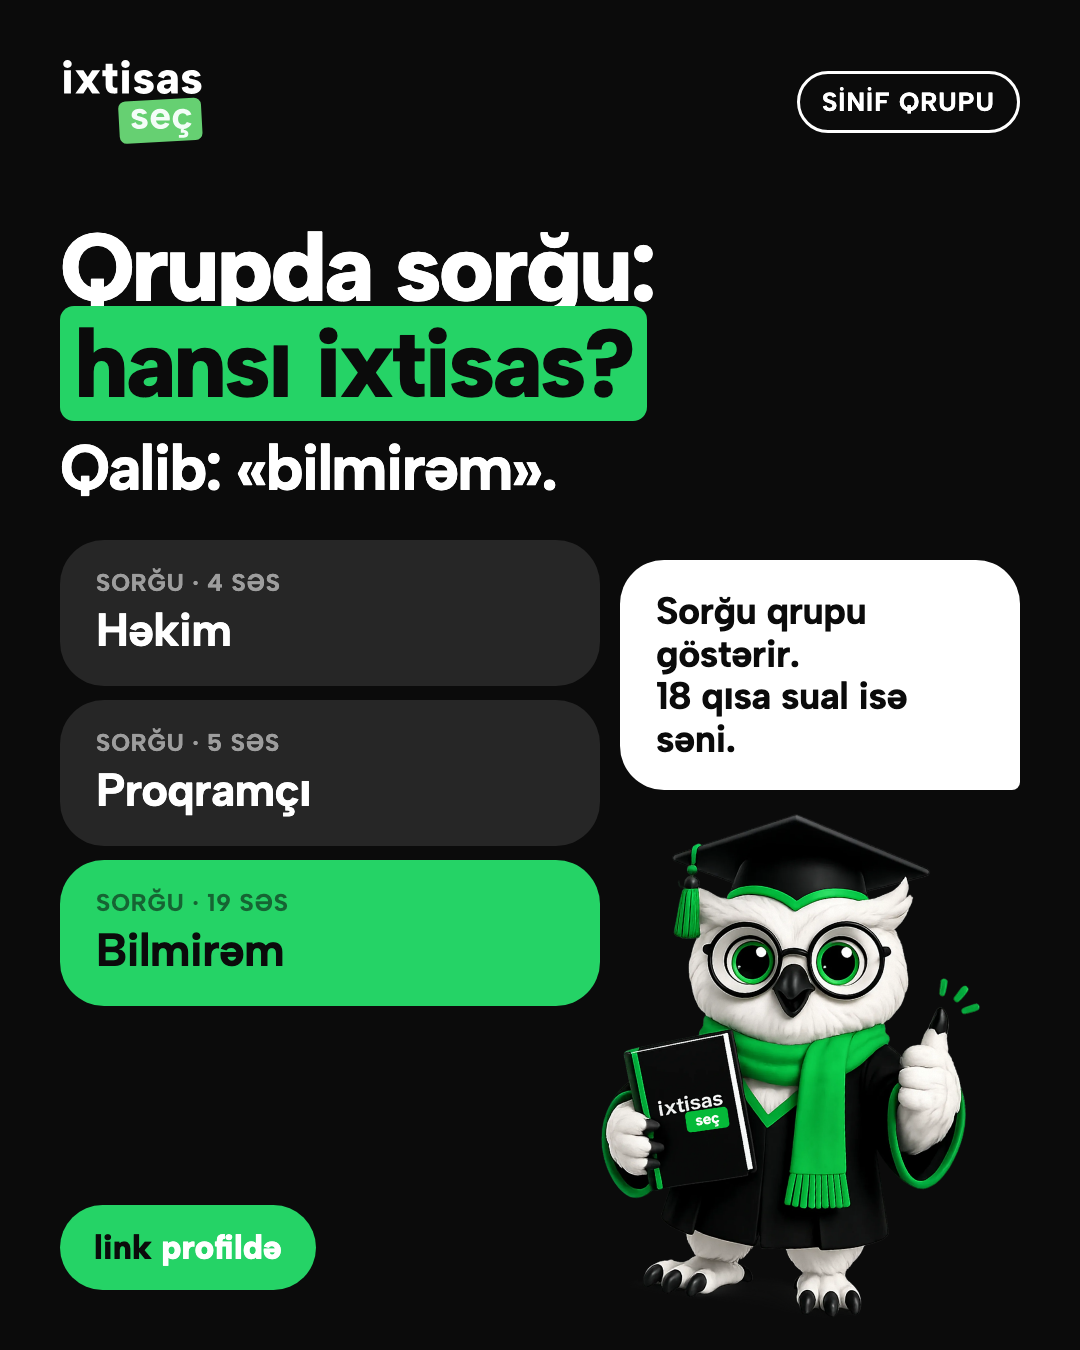 ixtisas
seç
SİNİF QRUPU
Qrupda sorğu:
hansı ixtisas?
Qalib: «bilmirəm».
SORĞU · 4 SƏS
Həkim
SORĞU · 5 SƏS
Proqramçı
SORĞU · 19 SƏS
Bilmirəm
Sorğu qrupu
göstərir.
18 qısa sual isə
səni.
ixtisas
seç
link profildə